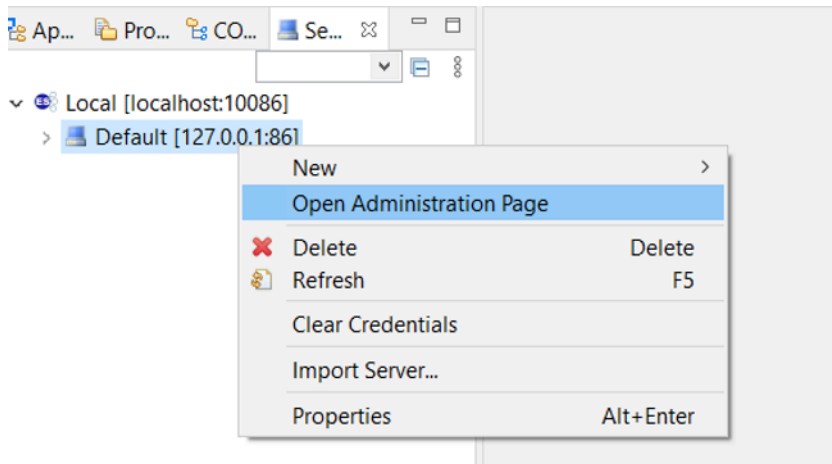 Ap... Pro... CO... Se...
Local [localhost:10086]
Default [127.0.0.1:86]
New
Open Administration Page
Delete Delete
Refresh F5
Clear Credentials
Import Server...
Properties Alt+Enter